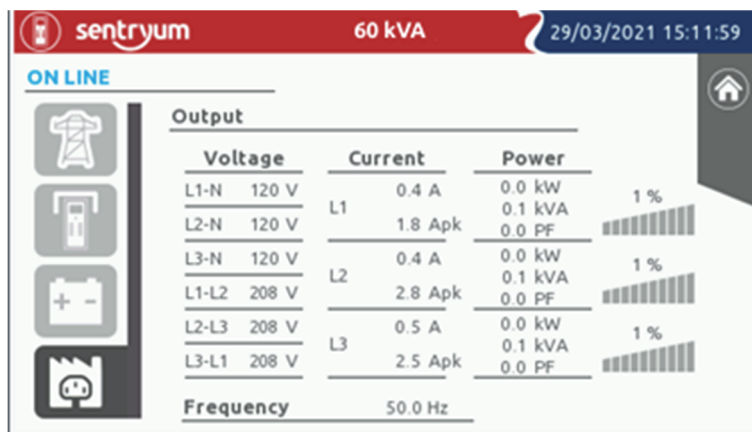 sentryum 60 kVA 29/03/2021 15:11:59
ON LINE
Output
Voltage Current Power
L1-N 120 V
L2-N 120 V
L3-N 120 V
L1-L2 208 V
L2-L3 208 V
L3-L1 208 V
L1 0.4 A
1.8 Apk
L2 0.4 A
2.8 Apk
L3 0.5 A
2.5 Apk
0.0 kW
0.1 kVA
0.0 PF
1 %
0.0 kW
0.1 kVA
0.0 PF
1 %
0.0 kW
0.1 kVA
0.0 PF
1 %
Frequency 50.0 Hz